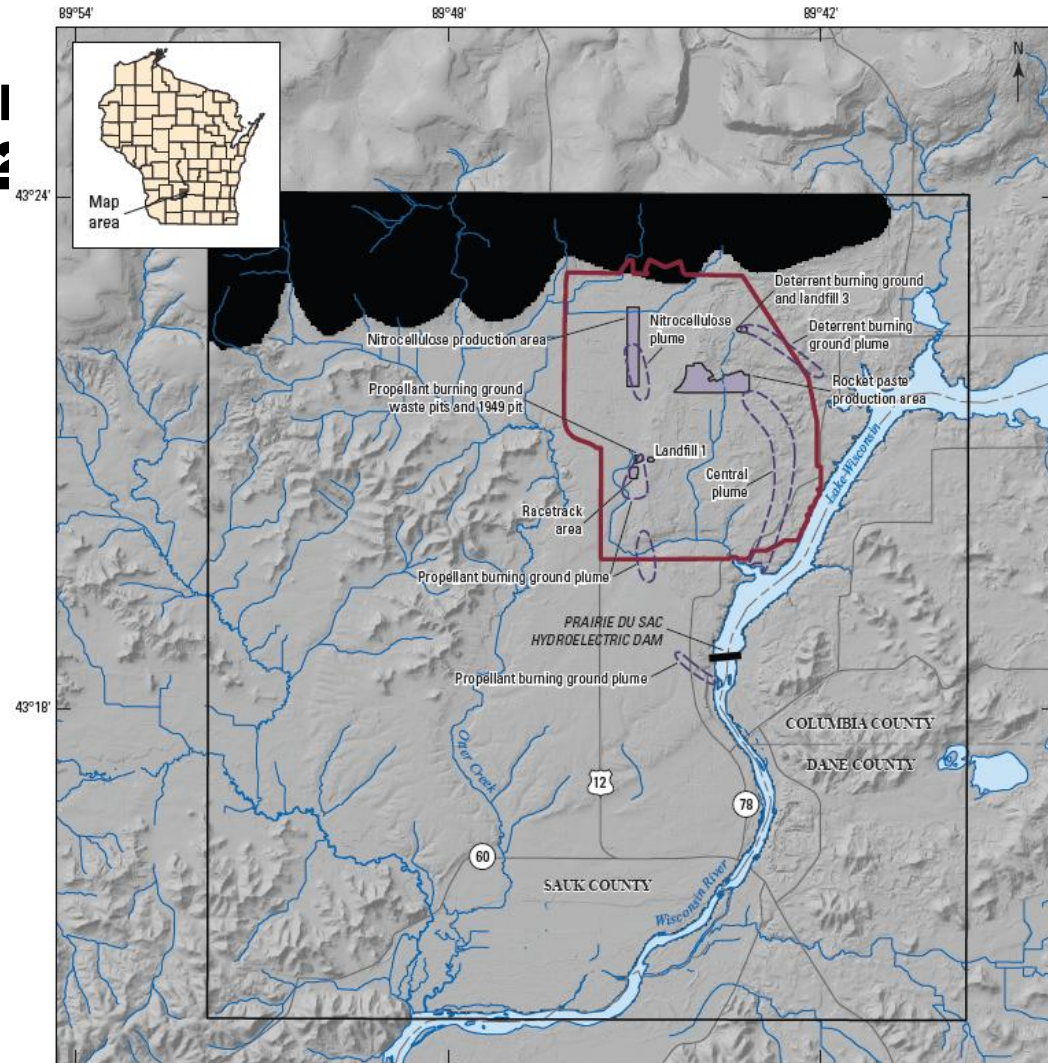 89°54'
89°48'
89°42'
N
43°24'
Map
area
Deterrent burning ground
and landfill 3
Nitrocellulose production area
Nitrocellulose
plume
Deterrent burning
ground plume
Propellant burning ground
waste pits and 1949 pit
Rocket paste
production area
Landfill 1
Lake Wisconsin
Central
plume
Racetrack
area
Propellant burning ground plume
PRAIRIE DU SAC
HYDROELECTRIC DAM
Propellant burning ground plume
43°18'
COLUMBIA COUNTY
DANE COUNTY
Otter Creek
12
78
60
SAUK COUNTY
Wisconsin River